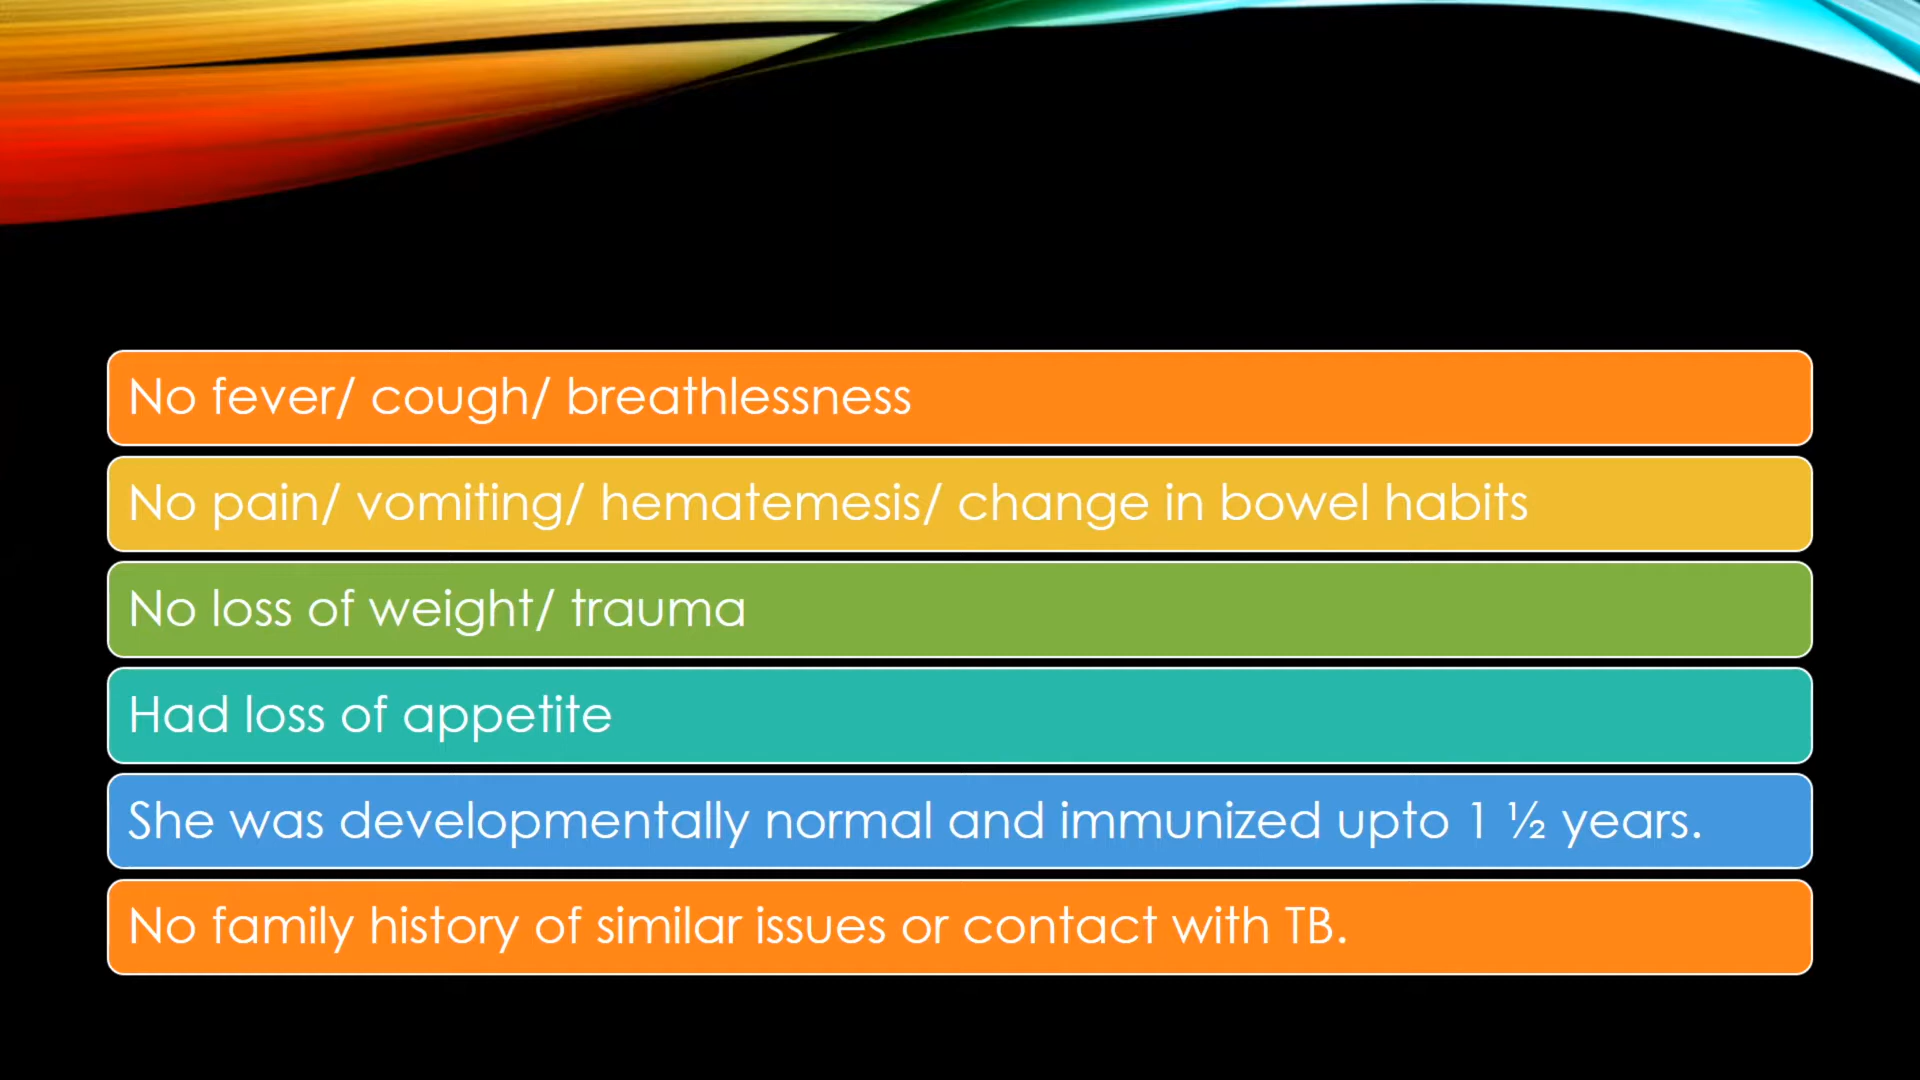 No fever/ cough/ breathlessness
No pain/ vomiting/ hematemesis/ change in bowel habits
No loss of weight/ trauma
Had loss of appetite
She was developmentally normal and immunized upto 1 ½ years.
No family history of similar issues or contact with TB.